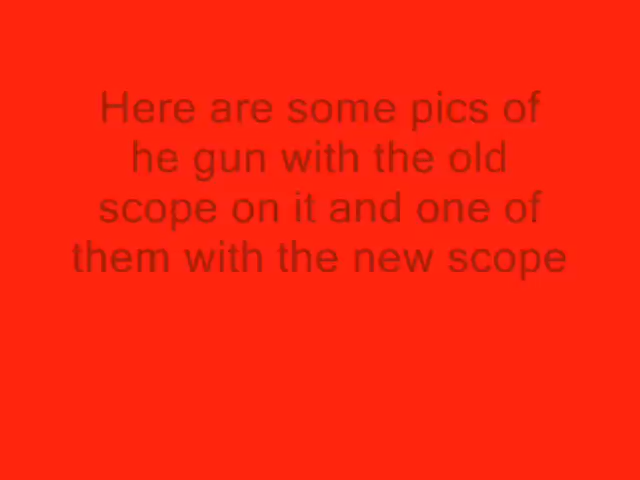 Here are some pics of
he gun with the old
scope on it and one of
them with the new scope